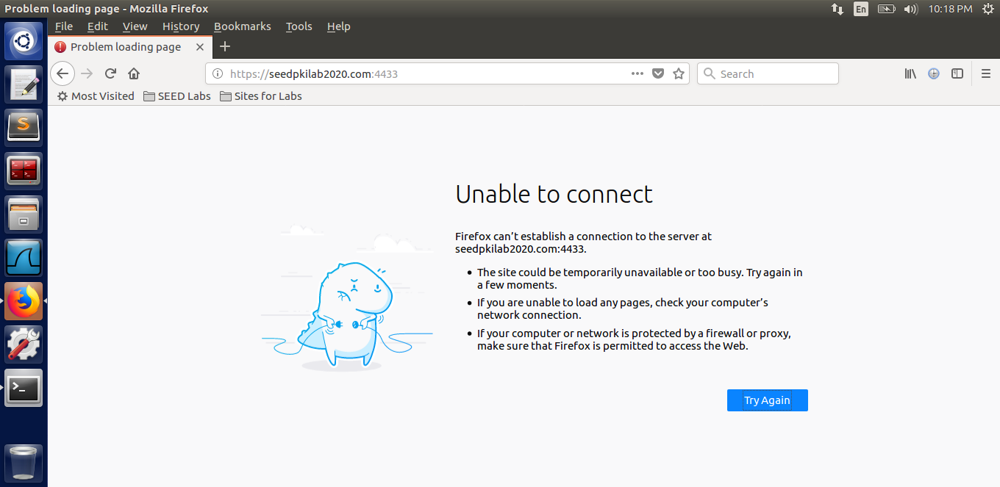 Problem loading page - Mozilla Firefox
En
10:18 PM
File Edit View History Bookmarks Tools Help
Problem loading page
https://seedpkilab2020.com:4433
Search
Most Visited SEED Labs Sites for Labs
Unable to connect
Firefox can’t establish a connection to the server at
seedpkilab2020.com:4433.
The site could be temporarily unavailable or too busy. Try again in
a few moments.
If you are unable to load any pages, check your computer’s
network connection.
If your computer or network is protected by a firewall or proxy,
make sure that Firefox is permitted to access the Web.
Try Again